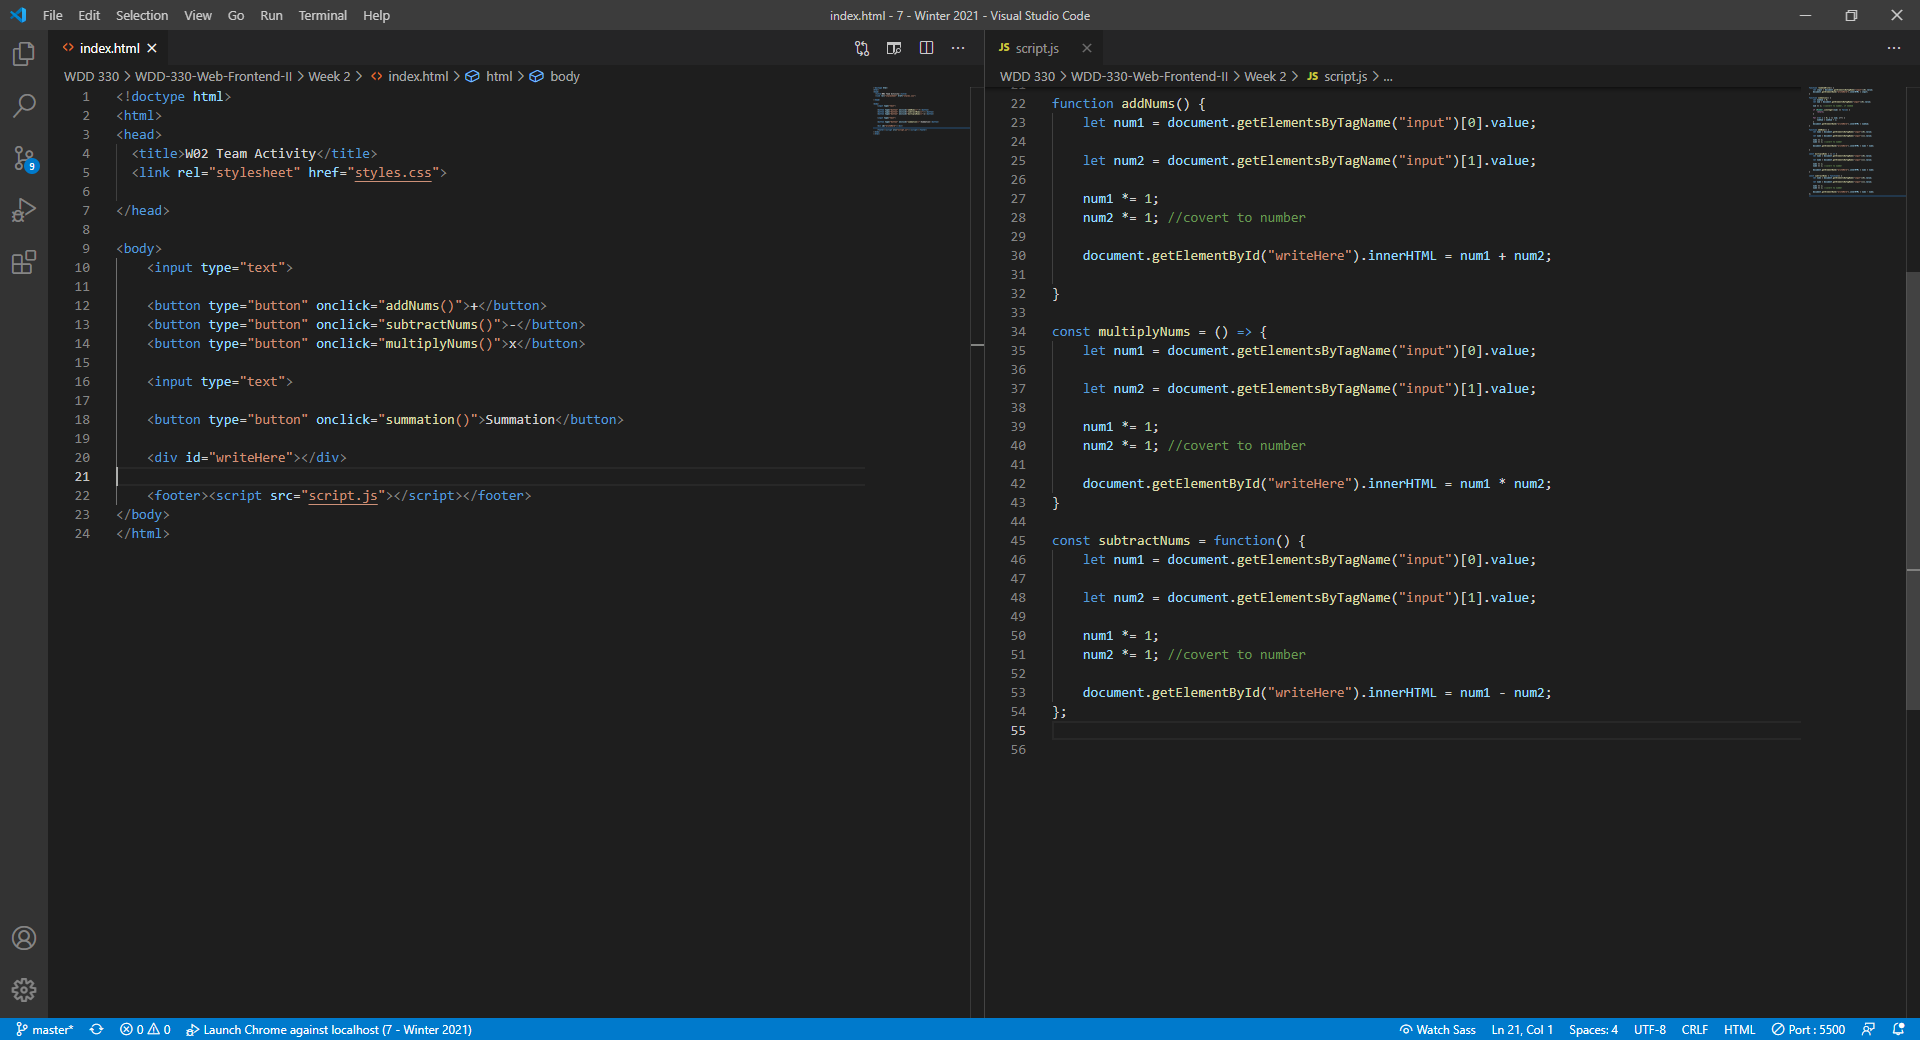 File Edit Selection View Go Run Terminal Help
index.html - 7 - Winter 2021 - Visual Studio Code
index.html
WDD 330 > WDD-330-Web-Frontend-II > Week 2 > index.html > html > body
1 <!doctype html>
2 <html>
3 <head>
4 <title>W02 Team Activity</title>
5 <link rel="stylesheet" href="styles.css">
6
7 </head>
8
9 <body>
10 <input type="text">
11
12 <button type="button" onclick="addNums()">+</button>
13 <button type="button" onclick="subtractNums()">-</button>
14 <button type="button" onclick="multiplyNums()">x</button>
15
16 <input type="text">
17
18 <button type="button" onclick="summation()">Summation</button>
19
20 <div id="writeHere"></div>
21
22 <footer><script src="script.js"></script></footer>
23 </body>
24 </html>
JS script.js
WDD 330 > WDD-330-Web-Frontend-II > Week 2 > JS script.js > ...
22 function addNums() {
23 let num1 = document.getElementsByTagName("input")[0].value;
24
25 let num2 = document.getElementsByTagName("input")[1].value;
26
27 num1 *= 1;
28 num2 *= 1; //covert to number
29
30 document.getElementById("writeHere").innerHTML = num1 + num2;
31
32 }
33
34 const multiplyNums = () => {
35 let num1 = document.getElementsByTagName("input")[0].value;
36
37 let num2 = document.getElementsByTagName("input")[1].value;
38
39 num1 *= 1;
40 num2 *= 1; //covert to number
41
42 document.getElementById("writeHere").innerHTML = num1 * num2;
43 }
44
45 const subtractNums = function() {
46 let num1 = document.getElementsByTagName("input")[0].value;
47
48 let num2 = document.getElementsByTagName("input")[1].value;
49
50 num1 *= 1;
51 num2 *= 1; //covert to number
52
53 document.getElementById("writeHere").innerHTML = num1 - num2;
54 };
55
56
9
master* 0 0 Launch Chrome against localhost (7 - Winter 2021)
Watch Sass Ln 21, Col 1 Spaces: 4 UTF-8 CRLF HTML Port : 5500